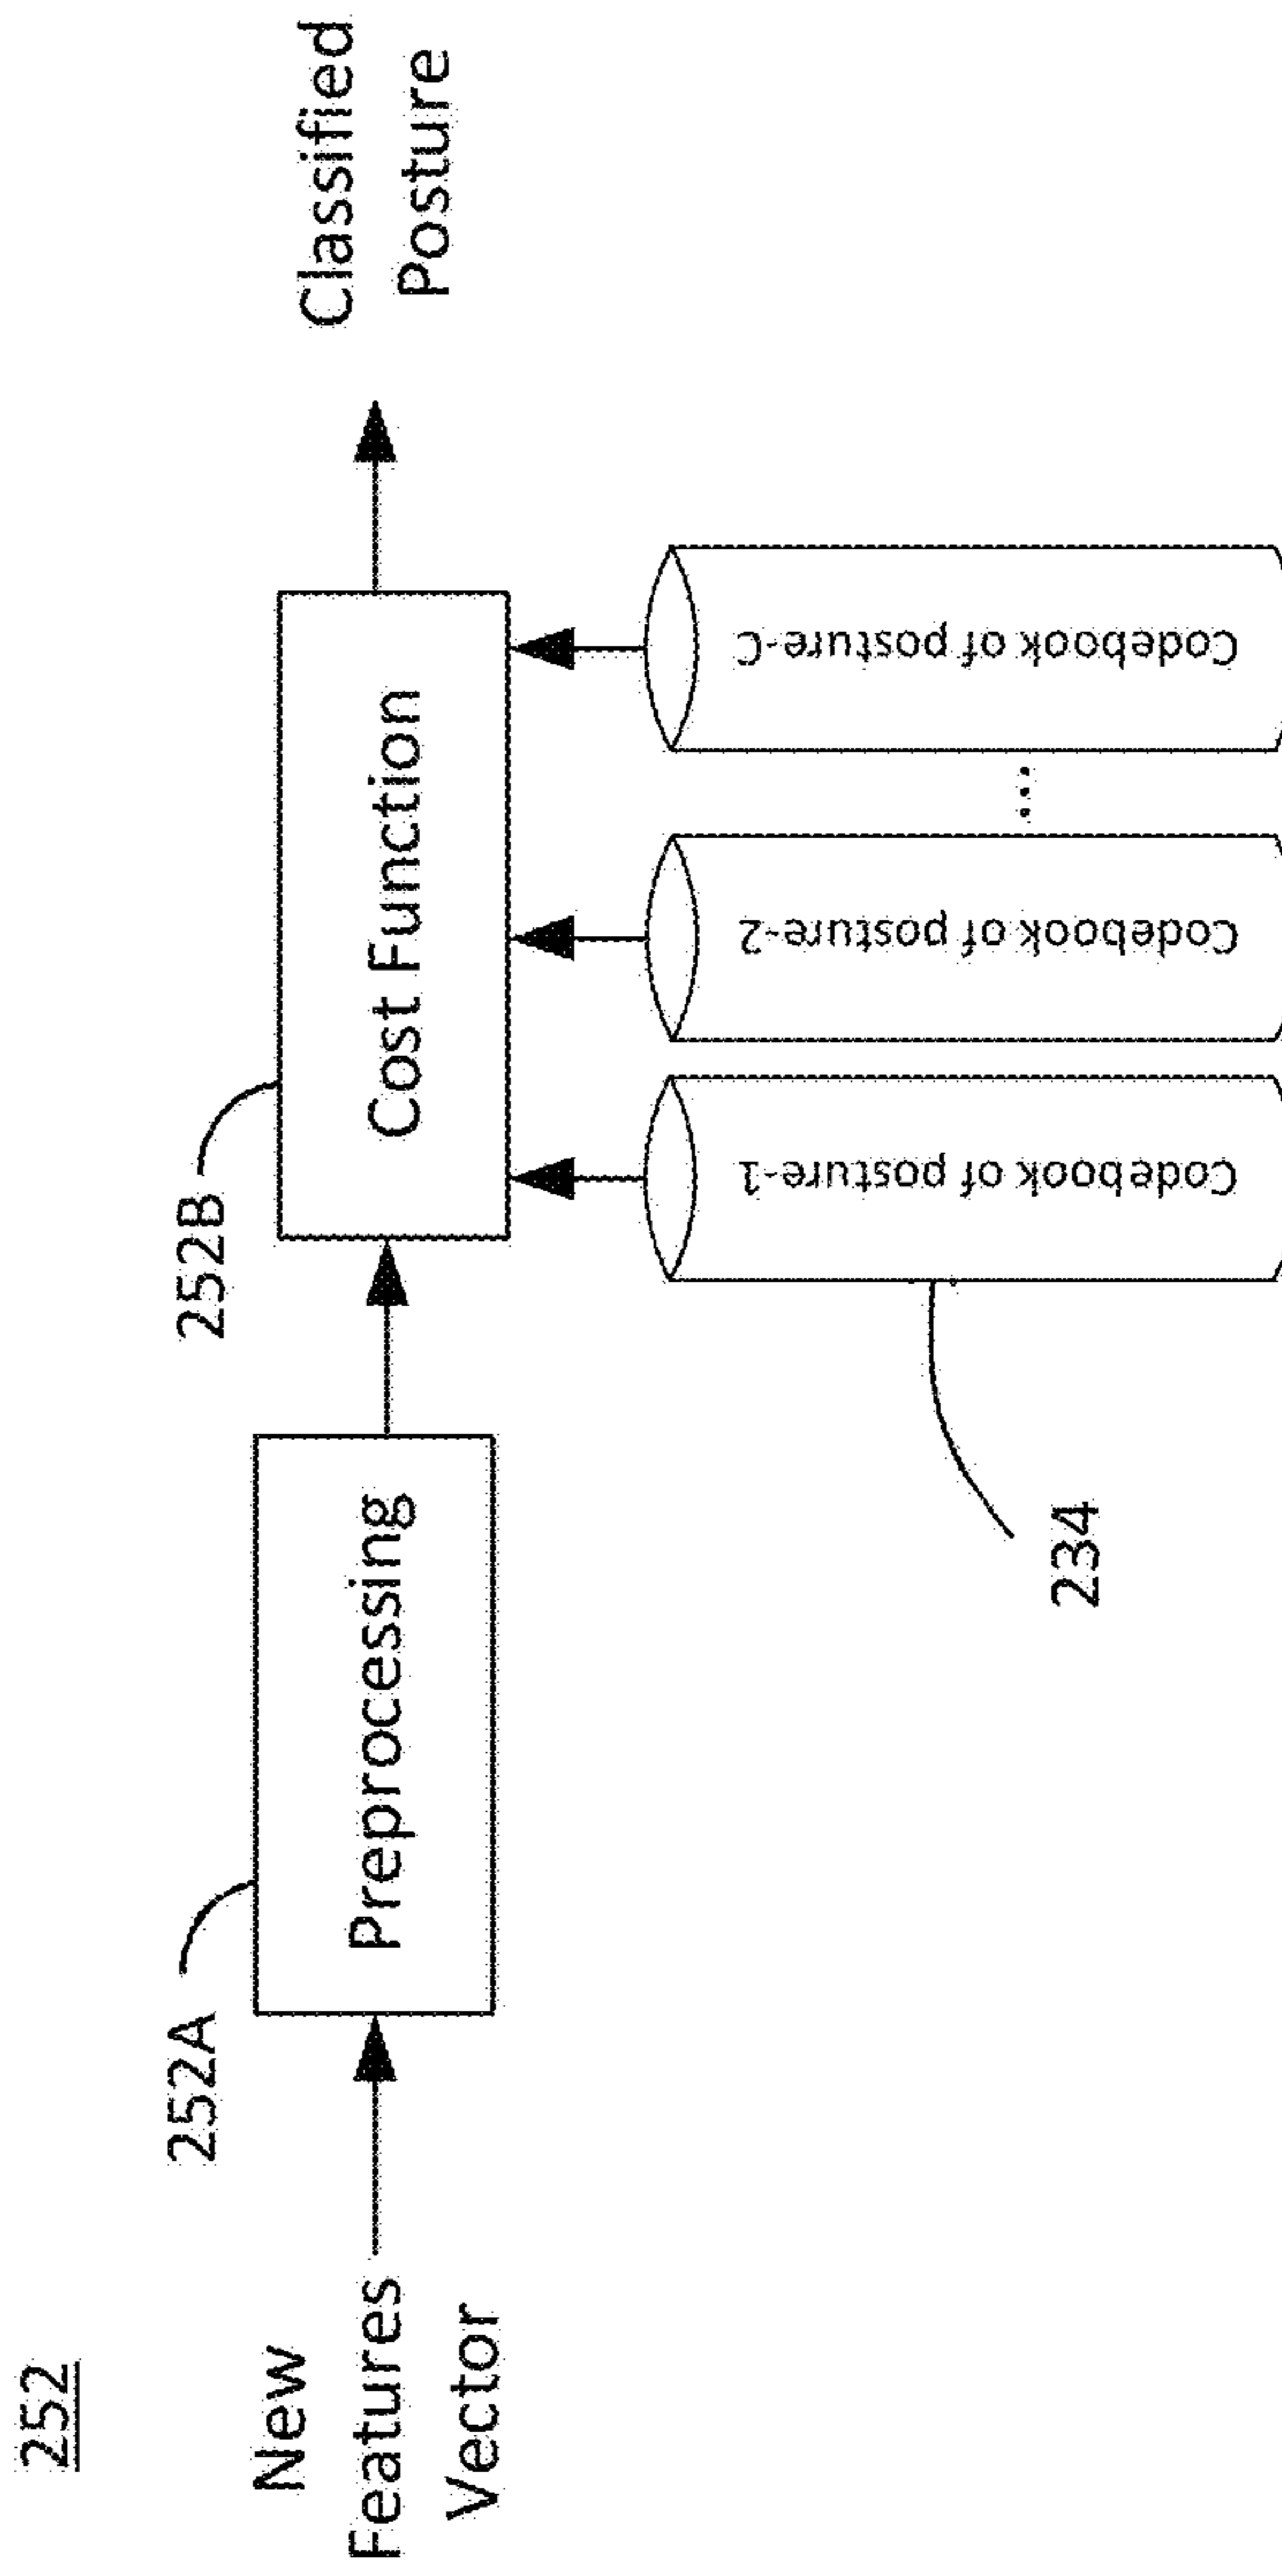 252
New
Features
Vector
252A
Preprocessing
252B
Cost Function
Classified
Posture
Codebook of posture-1
Codebook of posture-2
...
Codebook of posture-C
234